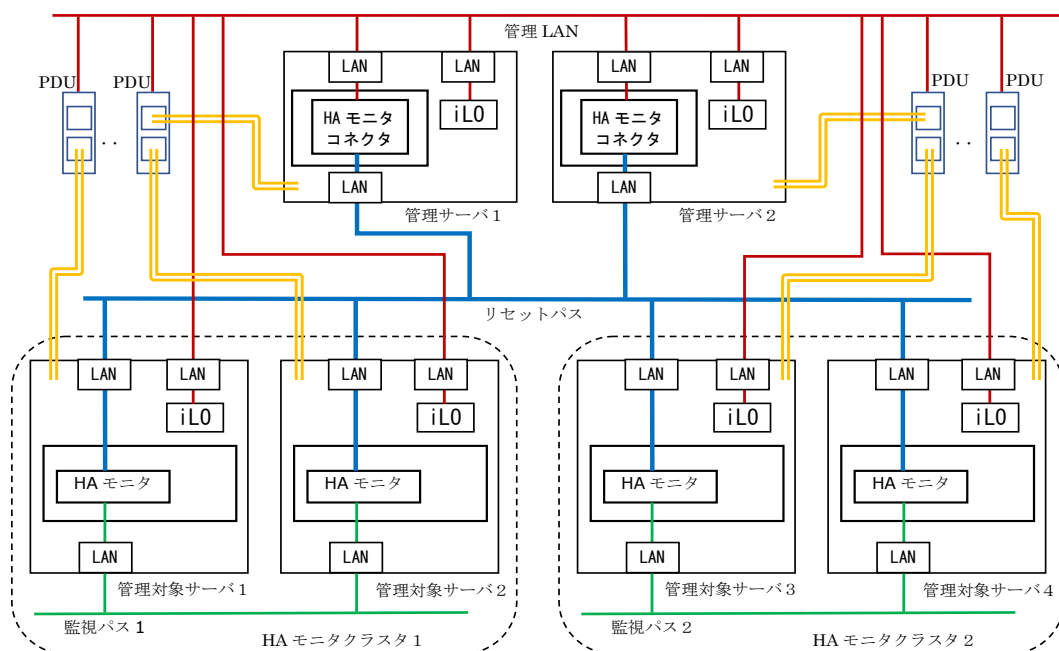 管理 LAN
PDU
PDU
LAN
LAN
LAN
LAN
PDU
PDU
HA モニタ
コネクタ
iLO
HA モニタ
コネクタ
iLO
‥
‥
LAN
LAN
管理サーバ 1
管理サーバ 2
リセットパス
LAN
LAN
LAN
LAN
LAN
LAN
LAN
LAN
iLO
iLO
iLO
iLO
HA モニタ
HA モニタ
HA モニタ
HA モニタ
LAN
LAN
LAN
LAN
管理対象サーバ 1
管理対象サーバ 2
管理対象サーバ 3
管理対象サーバ 4
監視パス 1
HA モニタクラスタ 1
監視パス 2
HA モニタクラスタ 2